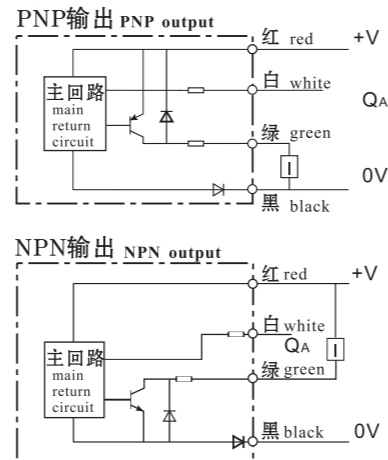 PNP输出 PNP output
红 red +V
白 white
QA
主回路
main
return
circuit
绿 green
I
0V
黑 black
NPN输出 NPN output
红 red +V
白 white
QA
I
主回路
main
return
circuit
绿 green
黑 black 0V